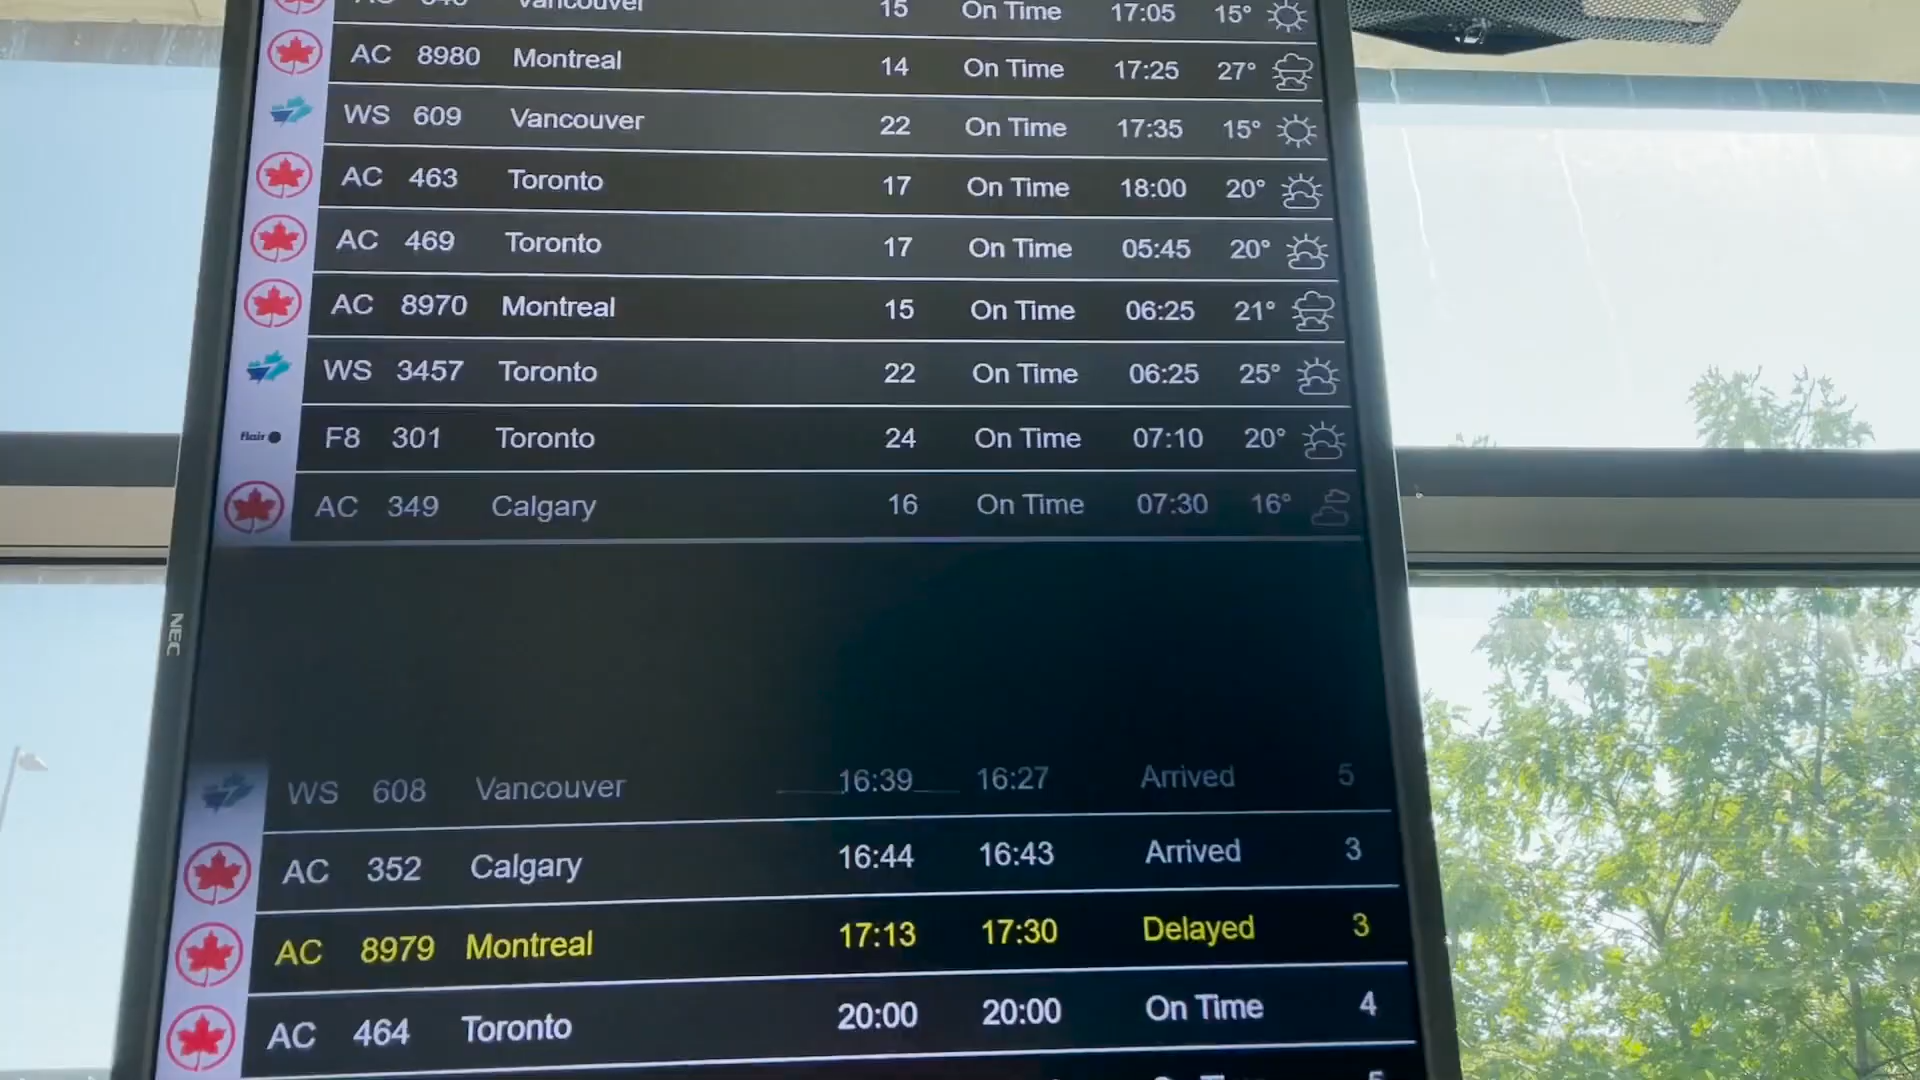 Vancouver 15 On Time 17:05 15°
AC 8980 Montreal 14 On Time 17:25 27°
WS 609 Vancouver 22 On Time 17:35 15°
AC 463 Toronto 17 On Time 18:00 20°
AC 469 Toronto 17 On Time 05:45 20°
AC 8970 Montreal 15 On Time 06:25 21°
WS 3457 Toronto 22 On Time 06:25 25°
flair F8 301 Toronto 24 On Time 07:10 20°
AC 349 Calgary 16 On Time 07:30 16°
NEC
WS 608 Vancouver 16:39 16:27 Arrived 5
AC 352 Calgary 16:44 16:43 Arrived 3
AC 8979 Montreal 17:13 17:30 Delayed 3
AC 464 Toronto 20:00 20:00 On Time 4